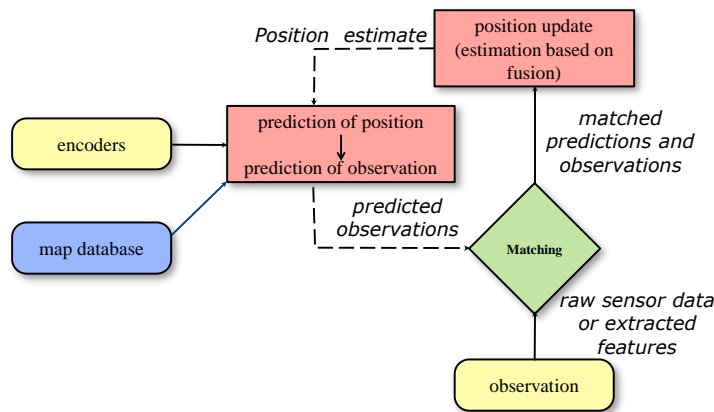 Position estimate
position update
(estimation based on
fusion)
encoders
prediction of position
prediction of observation
matched
predictions and
observations
map database
predicted
observations
Matching
raw sensor data
or extracted
features
observation